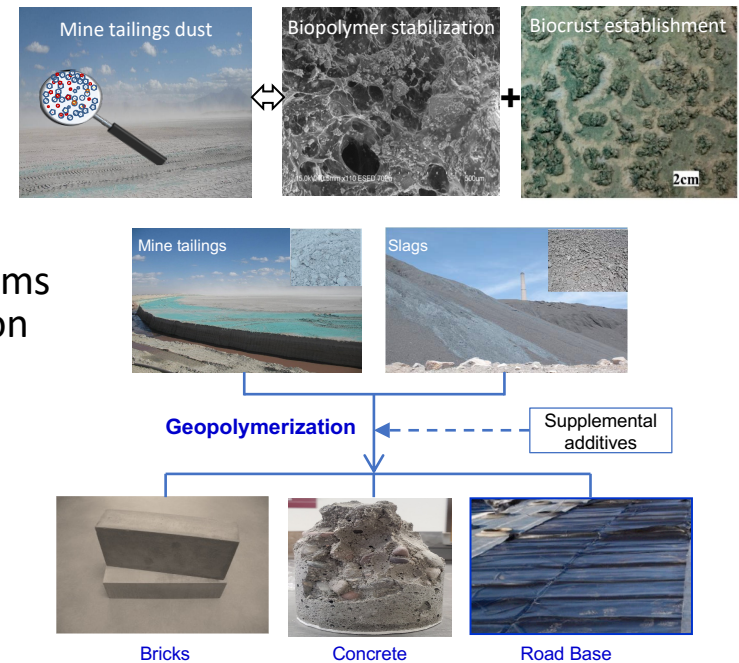 Mine tailings dust
Biopolymer stabilization
Biocrust establishment
500um
2cm
ms
on
Mine tailings
Slags
Geopolymerization
Supplemental
additives
Bricks
Concrete
Road Base